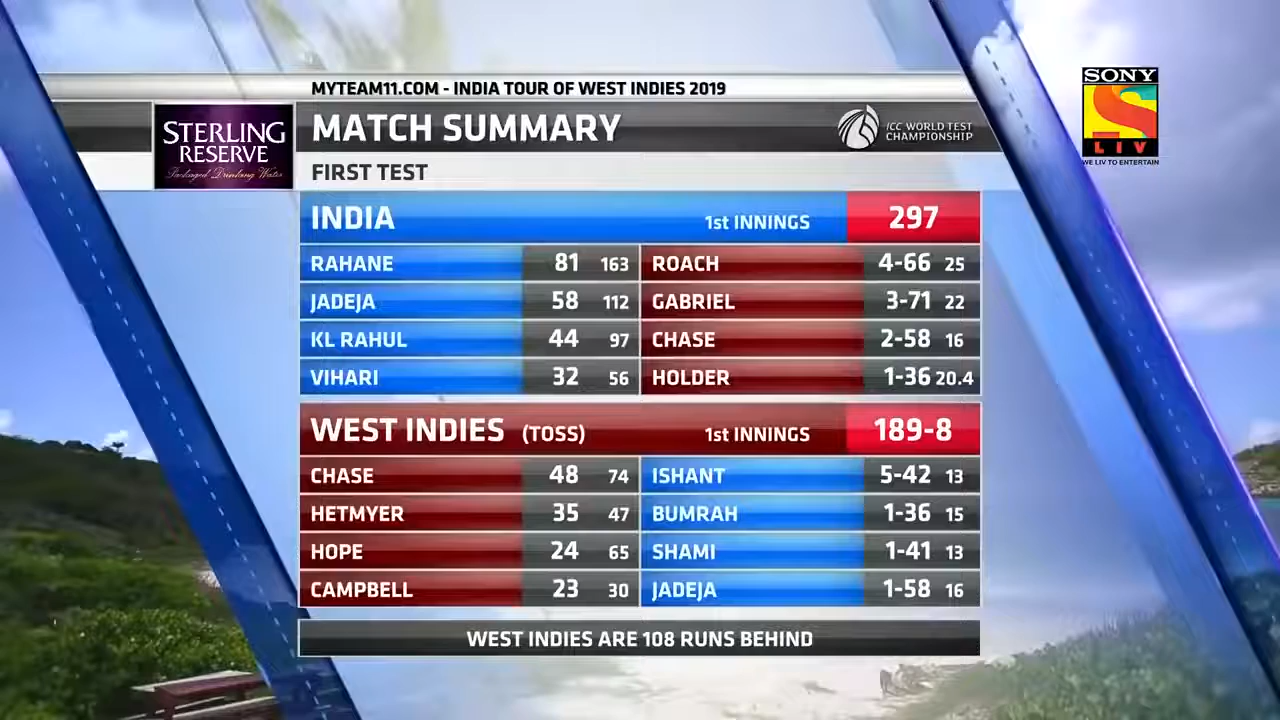 MYTEAM11.COM - INDIA TOUR OF WEST INDIES 2019
SONY
LIV
WE LIV TO ENTERTAIN
STERLING
RESERVE
Packaged Drinking Water
MATCH SUMMARY
ICC WORLD TEST
CHAMPIONSHIP
FIRST TEST
INDIA 1st INNINGS 297
RAHANE 81 163 ROACH 4-66 25
JADEJA 58 112 GABRIEL 3-71 22
KL RAHUL 44 97 CHASE 2-58 16
VIHARI 32 56 HOLDER 1-36 20.4
WEST INDIES (TOSS) 1st INNINGS 189-8
CHASE 48 74 ISHANT 5-42 13
HETMYER 35 47 BUMRAH 1-36 15
HOPE 24 65 SHAMI 1-41 13
CAMPBELL 23 30 JADEJA 1-58 16
WEST INDIES ARE 108 RUNS BEHIND